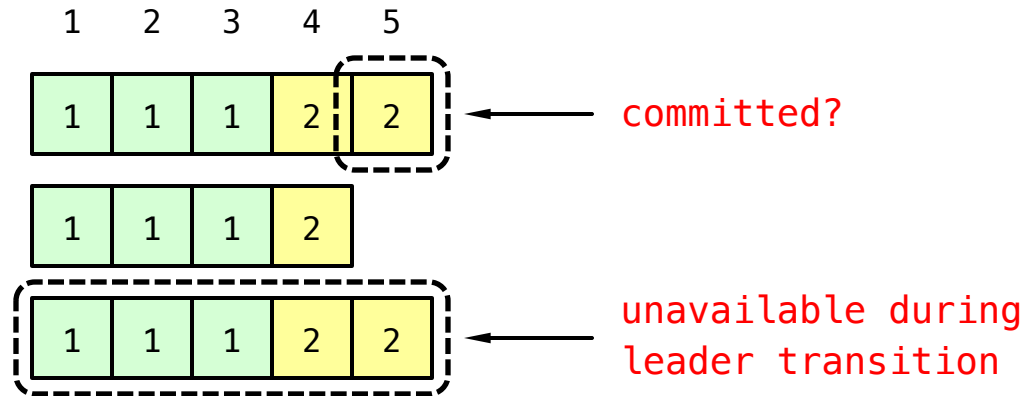 1 2 3 4 5
1 1 1 2 2
committed?
1 1 1 2
1 1 1 2 2
unavailable during
leader transition